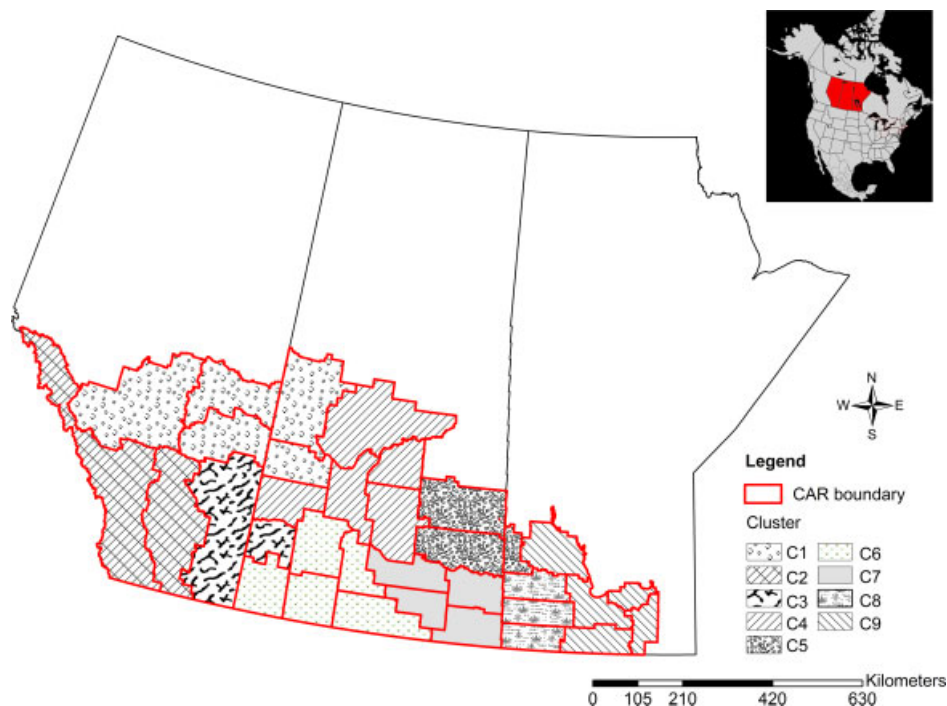 N
W E
S
Legend
CAR boundary
Cluster
C1 C6
C2 C7
C3 C8
C4 C9
C5
Kilometers
0 105 210 420 630